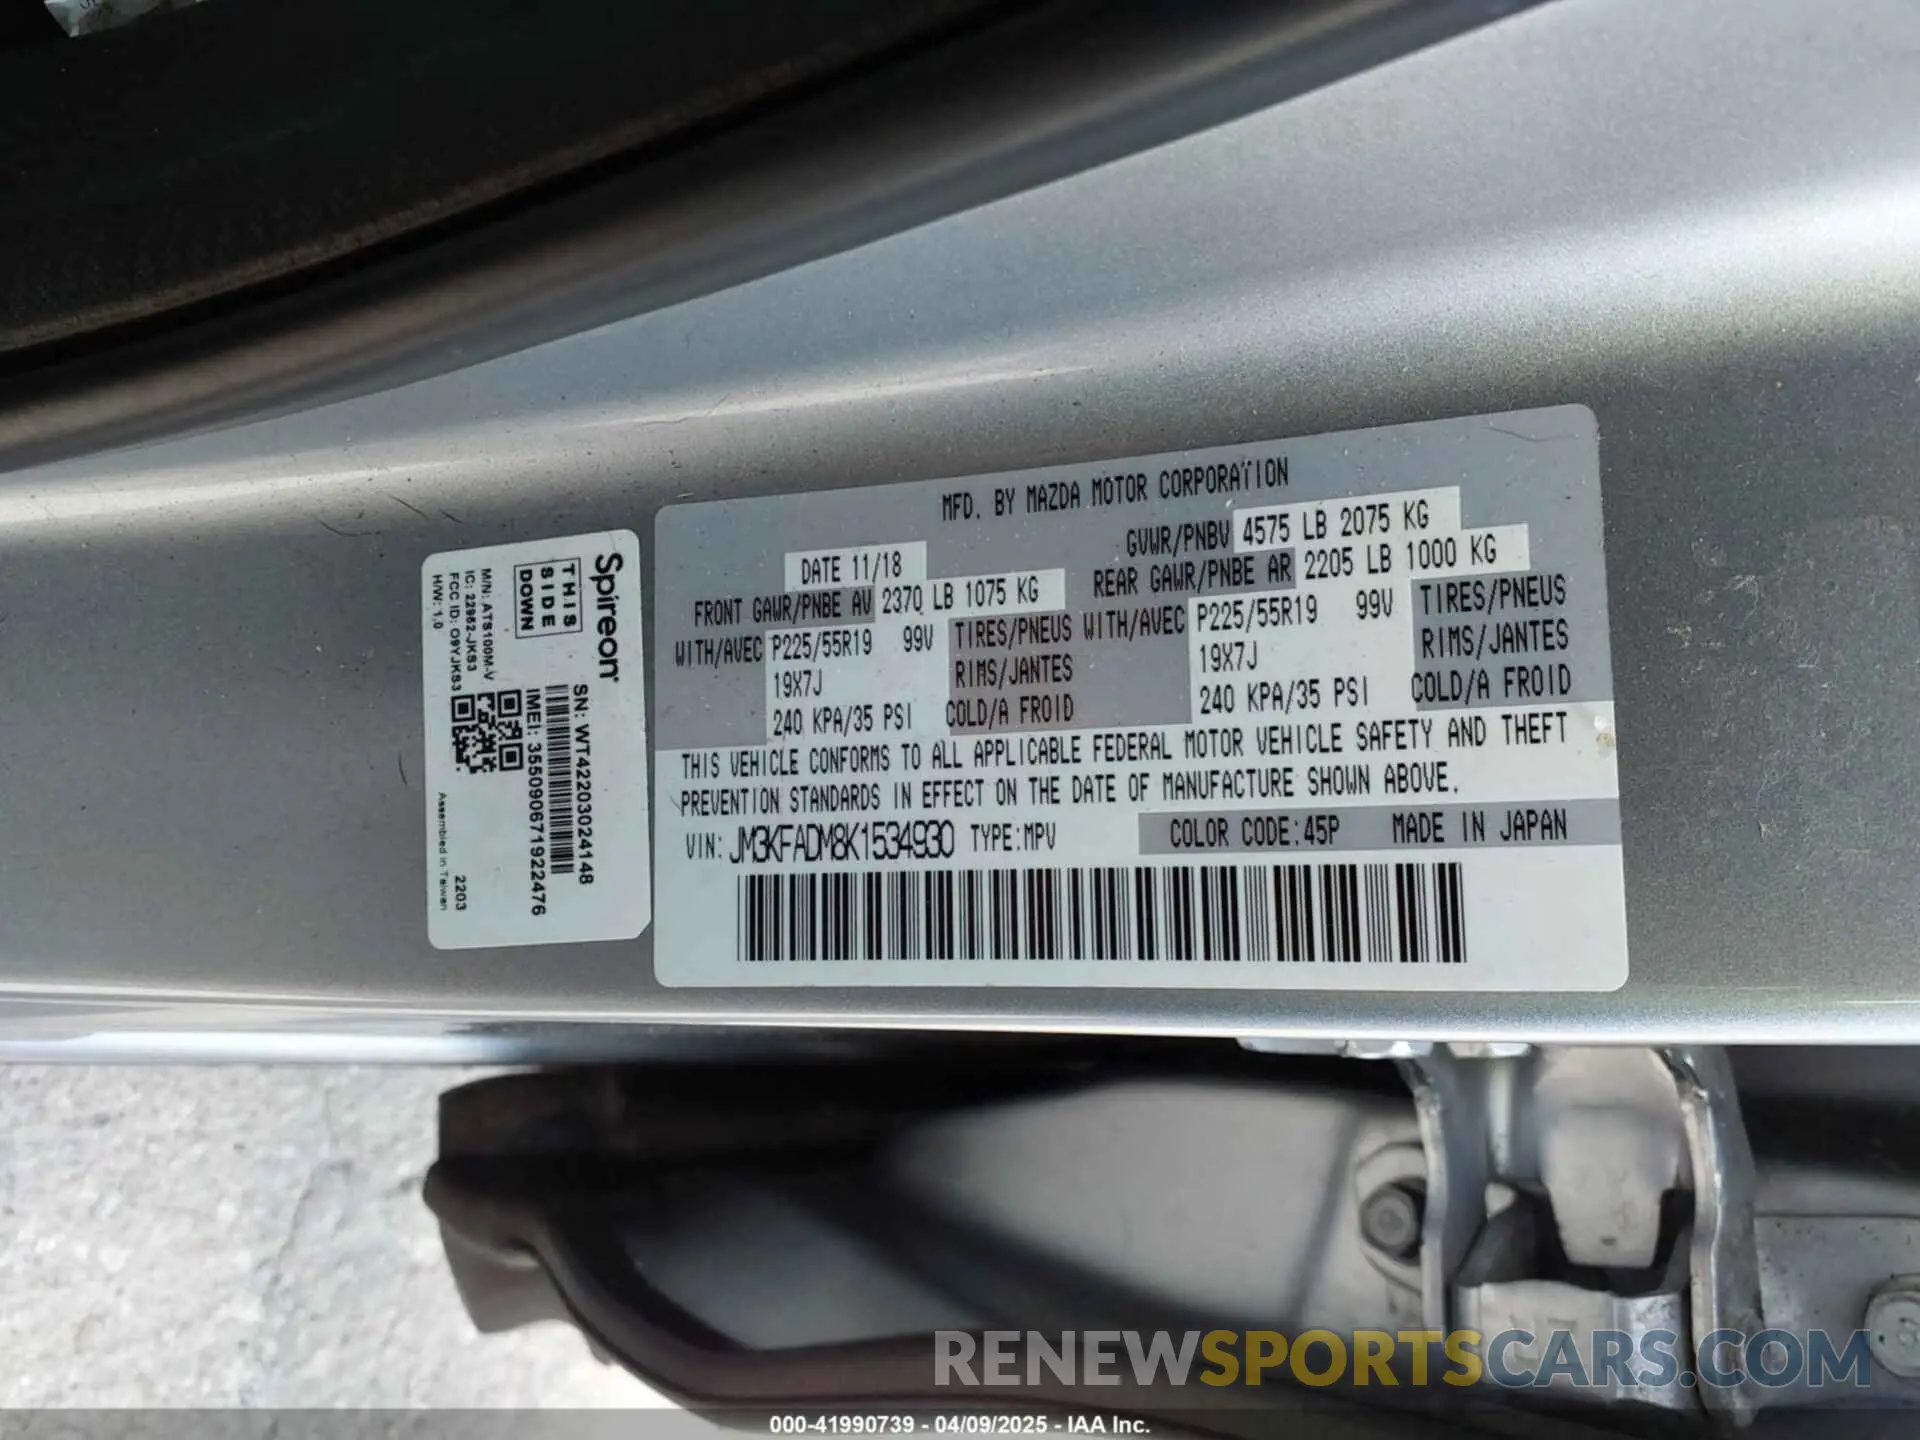 MFD. BY MAZDA MOTOR CORPORATION
DATE 11/18
GVWR/PNBV 4575 LB 2075 KG
FRONT GAWR/PNBE AV 2370 LB 1075 KG
REAR GAWR/PNBE AR 2205 LB 1000 KG
WITH/AVEC P225/55R19 99V TIRES/PNEUS
19X7J RIMS/JANTES
240 KPA/35 PSI COLD/A FROID
WITH/AVEC P225/55R19 99V TIRES/PNEUS
19X7J RIMS/JANTES
240 KPA/35 PSI COLD/A FROID
THIS VEHICLE CONFORMS TO ALL APPLICABLE FEDERAL MOTOR VEHICLE SAFETY AND THEFT
PREVENTION STANDARDS IN EFFECT ON THE DATE OF MANUFACTURE SHOWN ABOVE.
VIN: JM3KFADM8K1534930 TYPE:MPV COLOR CODE:45P MADE IN JAPAN
Spireon
THIS
SIDE
DOWN
M/N: ATS100M-V
IC: 22982-JKS3
FCC ID: O9YJKS3
H/W: 1.0
SN: WT42203024148
IMEI: 355090671922476
Assembled in Taiwan
2203
RENEWSPORTSCARS.COM
000-41990739 - 04/09/2025 - IAA Inc.